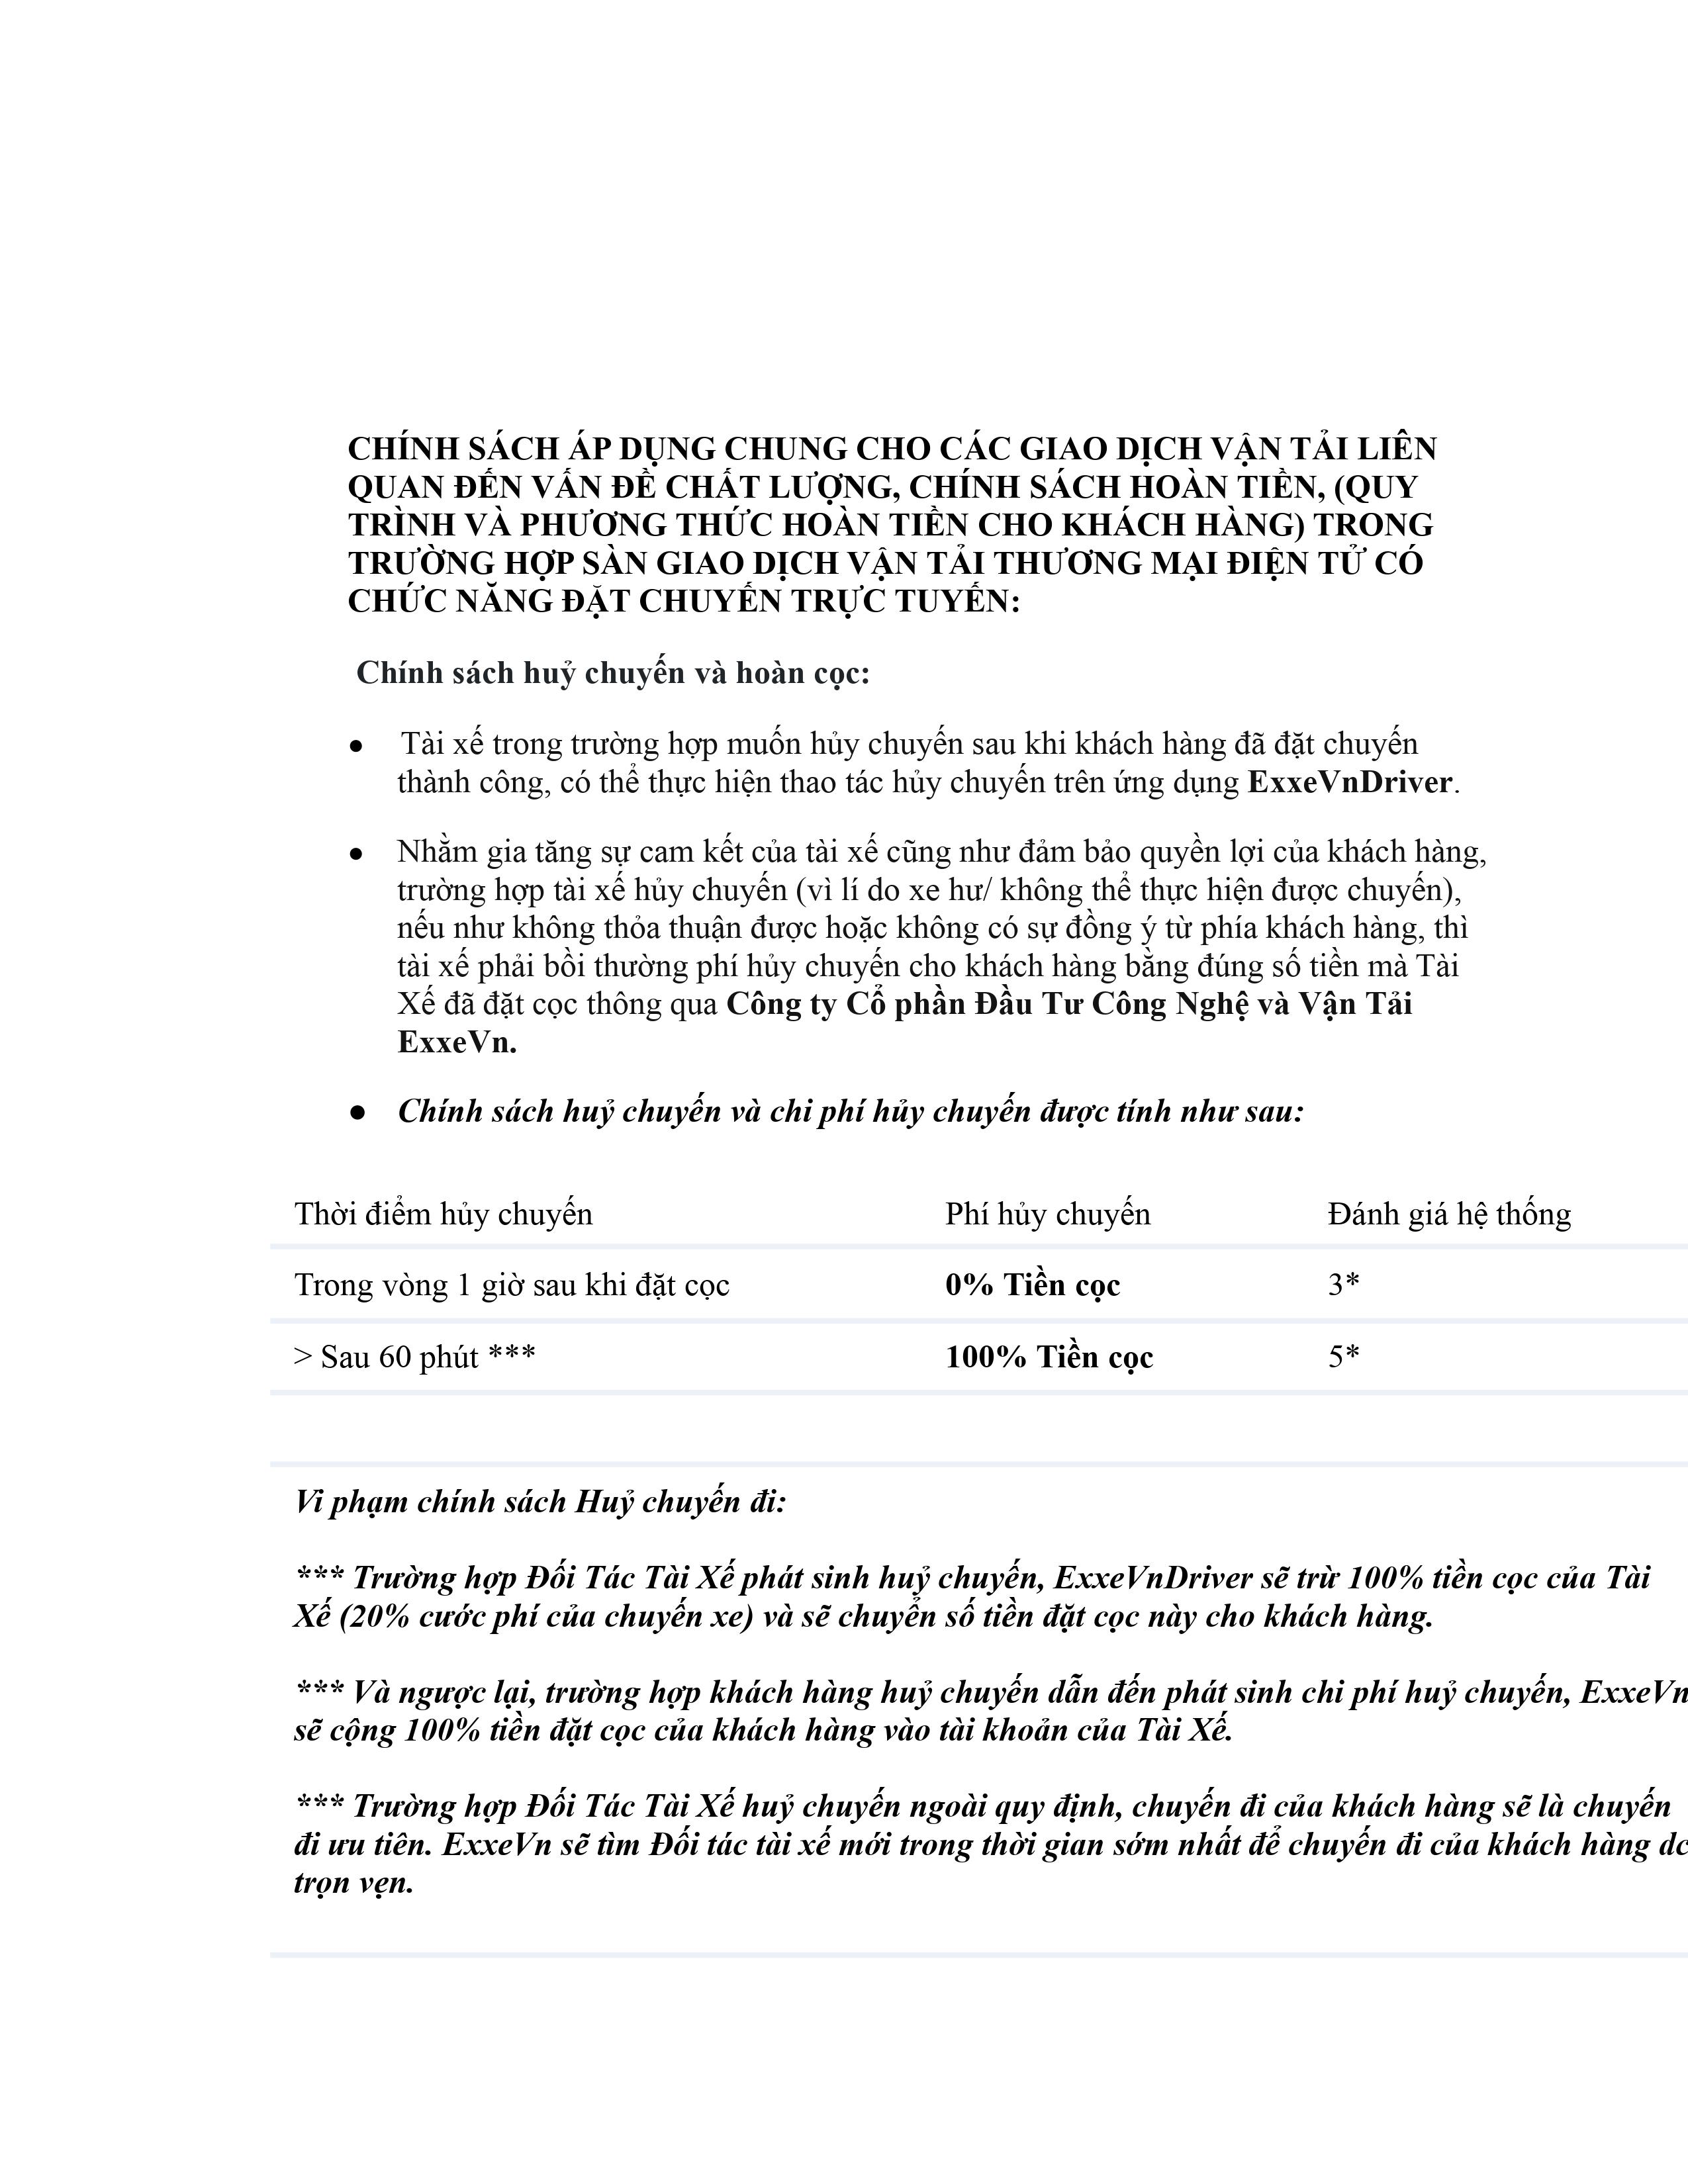 CHÍNH SÁCH ÁP DỤNG CHUNG CHO CÁC GIAO DỊCH VẬN TẢI LIÊN
QUAN ĐẾN VẤN ĐỀ CHẤT LƯỢNG, CHÍNH SÁCH HOÀN TIỀN, (QUY
TRÌNH VÀ PHƯƠNG THỨC HOÀN TIỀN CHO KHÁCH HÀNG) TRONG
TRƯỜNG HỢP SÀN GIAO DỊCH VẬN TẢI THƯƠNG MẠI ĐIỆN TỬ CÓ
CHỨC NĂNG ĐẶT CHUYẾN TRỰC TUYẾN:
Chính sách huỷ chuyến và hoàn cọc:
● Tài xế trong trường hợp muốn hủy chuyến sau khi khách hàng đã đặt chuyến
thành công, có thể thực hiện thao tác hủy chuyến trên ứng dụng ExxeVnDriver.
● Nhằm gia tăng sự cam kết của tài xế cũng như đảm bảo quyền lợi của khách hàng,
trường hợp tài xế hủy chuyến (vì lí do xe hư/ không thể thực hiện được chuyến),
nếu như không thỏa thuận được hoặc không có sự đồng ý từ phía khách hàng, thì
tài xế phải bồi thường phí hủy chuyến cho khách hàng bằng đúng số tiền mà Tài
Xế đã đặt cọc thông qua Công ty Cổ phần Đầu Tư Công Nghệ và Vận Tải
ExxeVn.
● Chính sách huỷ chuyến và chi phí hủy chuyến được tính như sau:
Thời điểm hủy chuyến Phí hủy chuyến Đánh giá hệ thống
Trong vòng 1 giờ sau khi đặt cọc 0% Tiền cọc 3*
> Sau 60 phút *** 100% Tiền cọc 5*
Vi phạm chính sách Huỷ chuyến đi:
*** Trường hợp Đối Tác Tài Xế phát sinh huỷ chuyến, ExxeVnDriver sẽ trừ 100% tiền cọc của Tài
Xế (20% cước phí của chuyến xe) và sẽ chuyển số tiền đặt cọc này cho khách hàng.
*** Và ngược lại, trường hợp khách hàng huỷ chuyến dẫn đến phát sinh chi phí huỷ chuyến, ExxeVn
sẽ cộng 100% tiền đặt cọc của khách hàng vào tài khoản của Tài Xế.
*** Trường hợp Đối Tác Tài Xế huỷ chuyến ngoài quy định, chuyến đi của khách hàng sẽ là chuyến
đi ưu tiên. ExxeVn sẽ tìm Đối tác tài xế mới trong thời gian sớm nhất để chuyến đi của khách hàng
trọn vẹn.